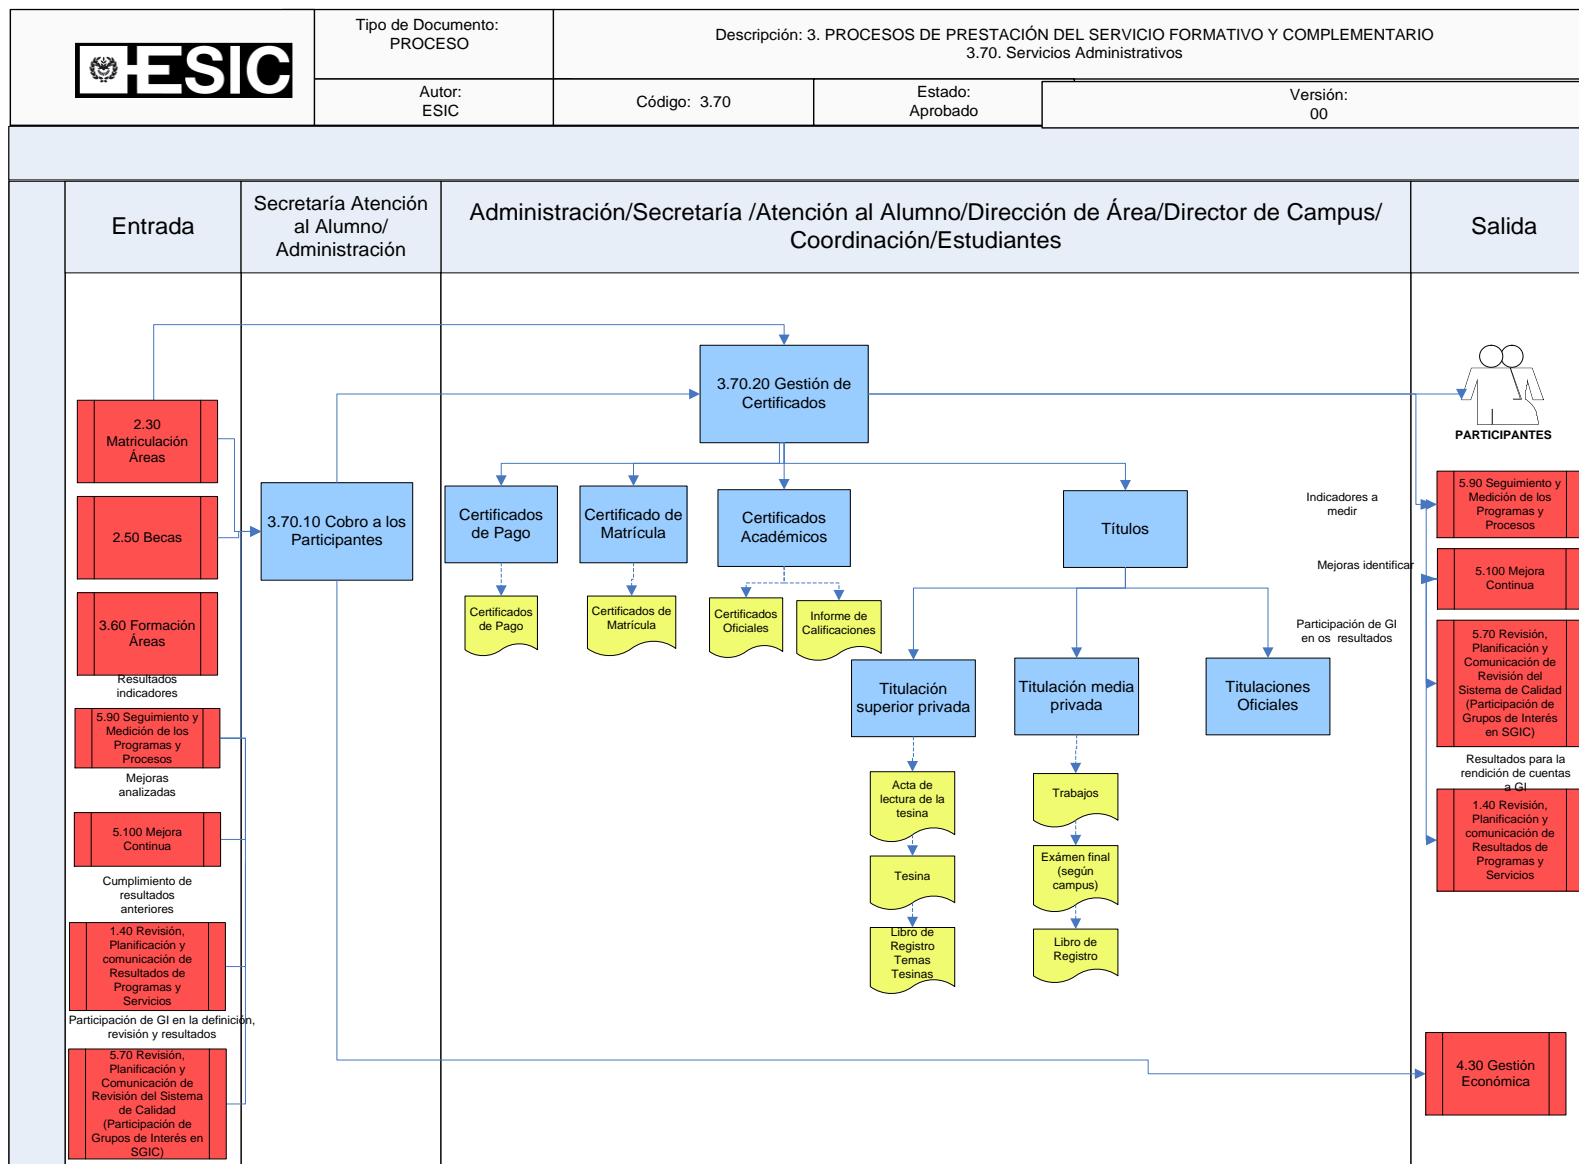 ESIC
Tipo de Documento:
PROCESO
Descripción: 3. PROCESOS DE PRESTACIÓN DEL SERVICIO FORMATIVO Y COMPLEMENTARIO
3.70. Servicios Administrativos
Autor:
ESIC
Código: 3.70
Estado:
Aprobado
Versión:
00
Entrada
Secretaría Atención
al Alumno/
Administración
Administración/Secretaría /Atención al Alumno/Dirección de Área/Director de Campus/
Coordinación/Estudiantes
Salida
2.30
Matriculación
Áreas
2.50 Becas
3.60 Formación
Áreas
Resultados
indicadores
5.90 Seguimiento y
Medición de los
Programas y
Procesos
Mejoras
analizadas
5.100 Mejora
Continua
Cumplimiento de
resultados
anteriores
1.40 Revisión,
Planificación y
comunicación de
Resultados de
Programas y
Servicios
Participación de GI en la definición,
revisión y resultados
5.70 Revisión,
Planificación y
Comunicación de
Revisión del Sistema
de Calidad
(Participación de
Grupos de Interés en
SGIC)
3.70.10 Cobro a los
Participantes
3.70.20 Gestión de
Certificados
Certificados
de Pago
Certificado de
Matrícula
Certificados
Académicos
Títulos
Certificados
de Pago
Certificados de
Matrícula
Certificados
Oficiales
Informe de
Calificaciones
Titulación
superior privada
Titulación media
privada
Titulaciones
Oficiales
Acta de
lectura de la
tesina
Tesina
Libro de
Registro
Temas
Tesinas
Trabajos
Exámen final
(según
campus)
Libro de
Registro
PARTICIPANTES
Indicadores a
medir
5.90 Seguimiento y
Medición de los
Programas y
Procesos
Mejoras identificar
5.100 Mejora
Continua
Participación de GI
en os resultados
5.70 Revisión,
Planificación y
Comunicación de
Revisión del
Sistema de Calidad
(Participación de
Grupos de Interés
en SGIC)
Resultados para la
rendición de cuentas
a GI
1.40 Revisión,
Planificación y
comunicación de
Resultados de
Programas y
Servicios
4.30 Gestión
Económica